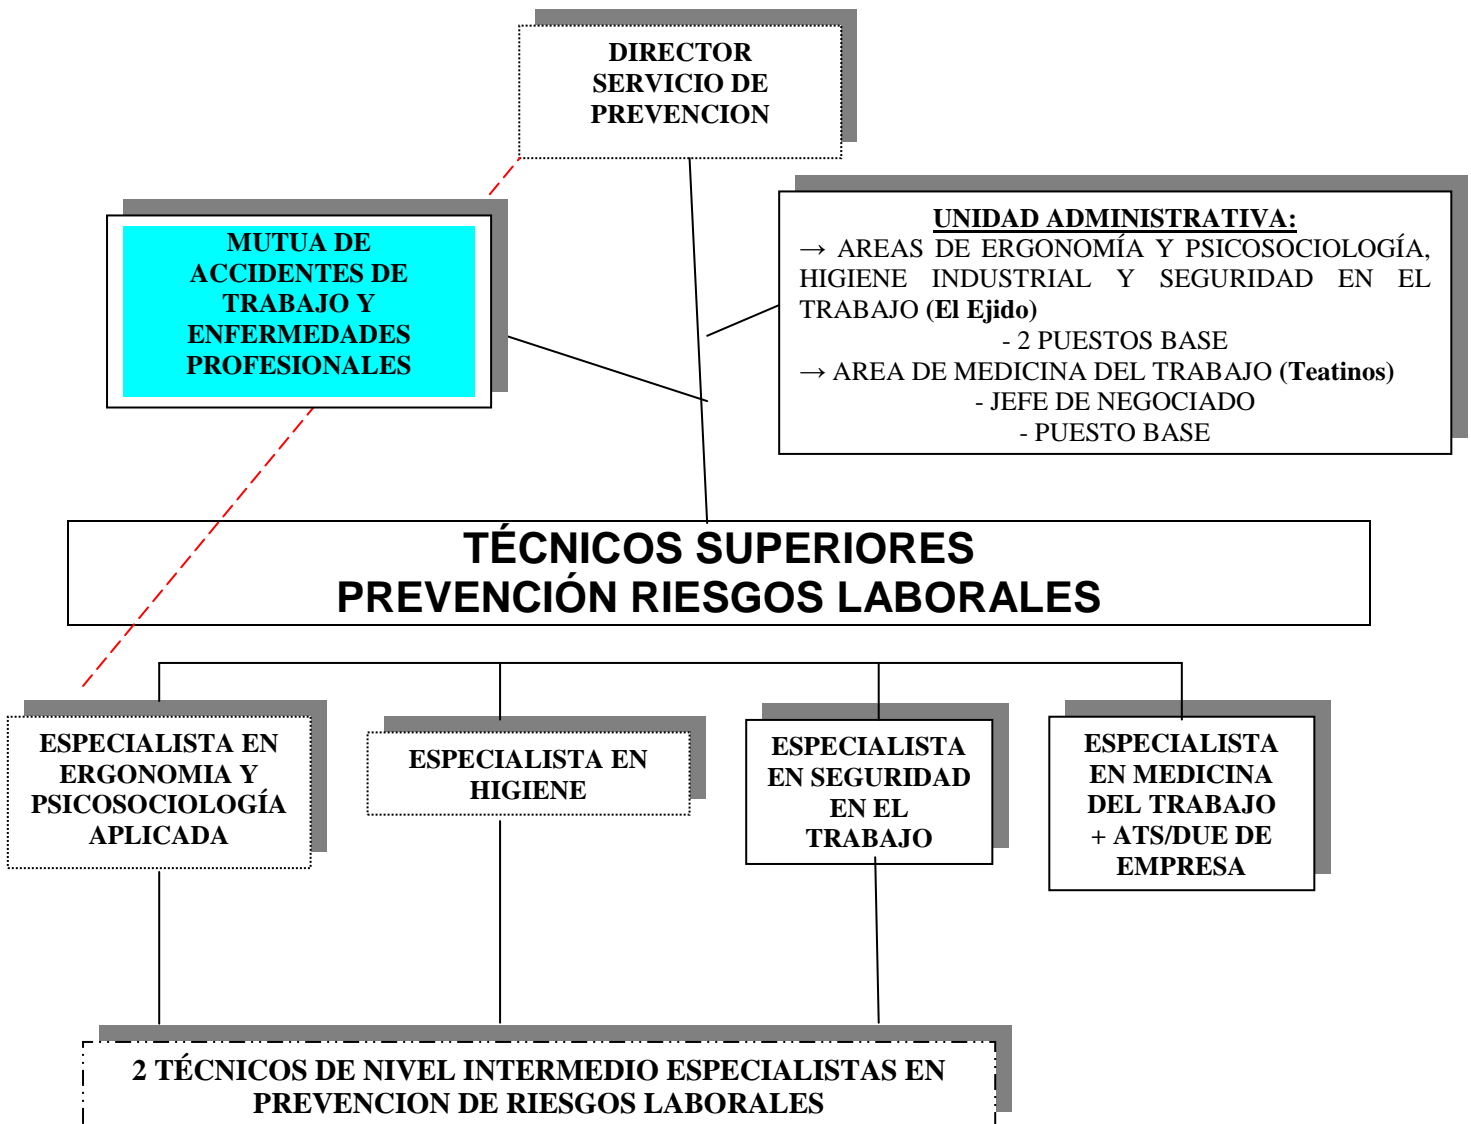 DIRECTOR
SERVICIO DE
PREVENCION
MUTUA DE
ACCIDENTES DE
TRABAJO Y
ENFERMEDADES
PROFESIONALES
UNIDAD ADMINISTRATIVA:
→ AREAS DE ERGONOMÍA Y PSICOSOCIOLOGÍA,
HIGIENE INDUSTRIAL Y SEGURIDAD EN EL
TRABAJO (El Ejido)
- 2 PUESTOS BASE
→ AREA DE MEDICINA DEL TRABAJO (Teatinos)
- JEFE DE NEGOCIADO
- PUESTO BASE
TÉCNICOS SUPERIORES
PREVENCIÓN RIESGOS LABORALES
ESPECIALISTA EN
ERGONOMIA Y
PSICOSOCIOLOGÍA
APLICADA
ESPECIALISTA EN
HIGIENE
ESPECIALISTA
EN SEGURIDAD
EN EL
TRABAJO
ESPECIALISTA
EN MEDICINA
DEL TRABAJO
+ ATS/DUE DE
EMPRESA
2 TÉCNICOS DE NIVEL INTERMEDIO ESPECIALISTAS EN
PREVENCION DE RIESGOS LABORALES